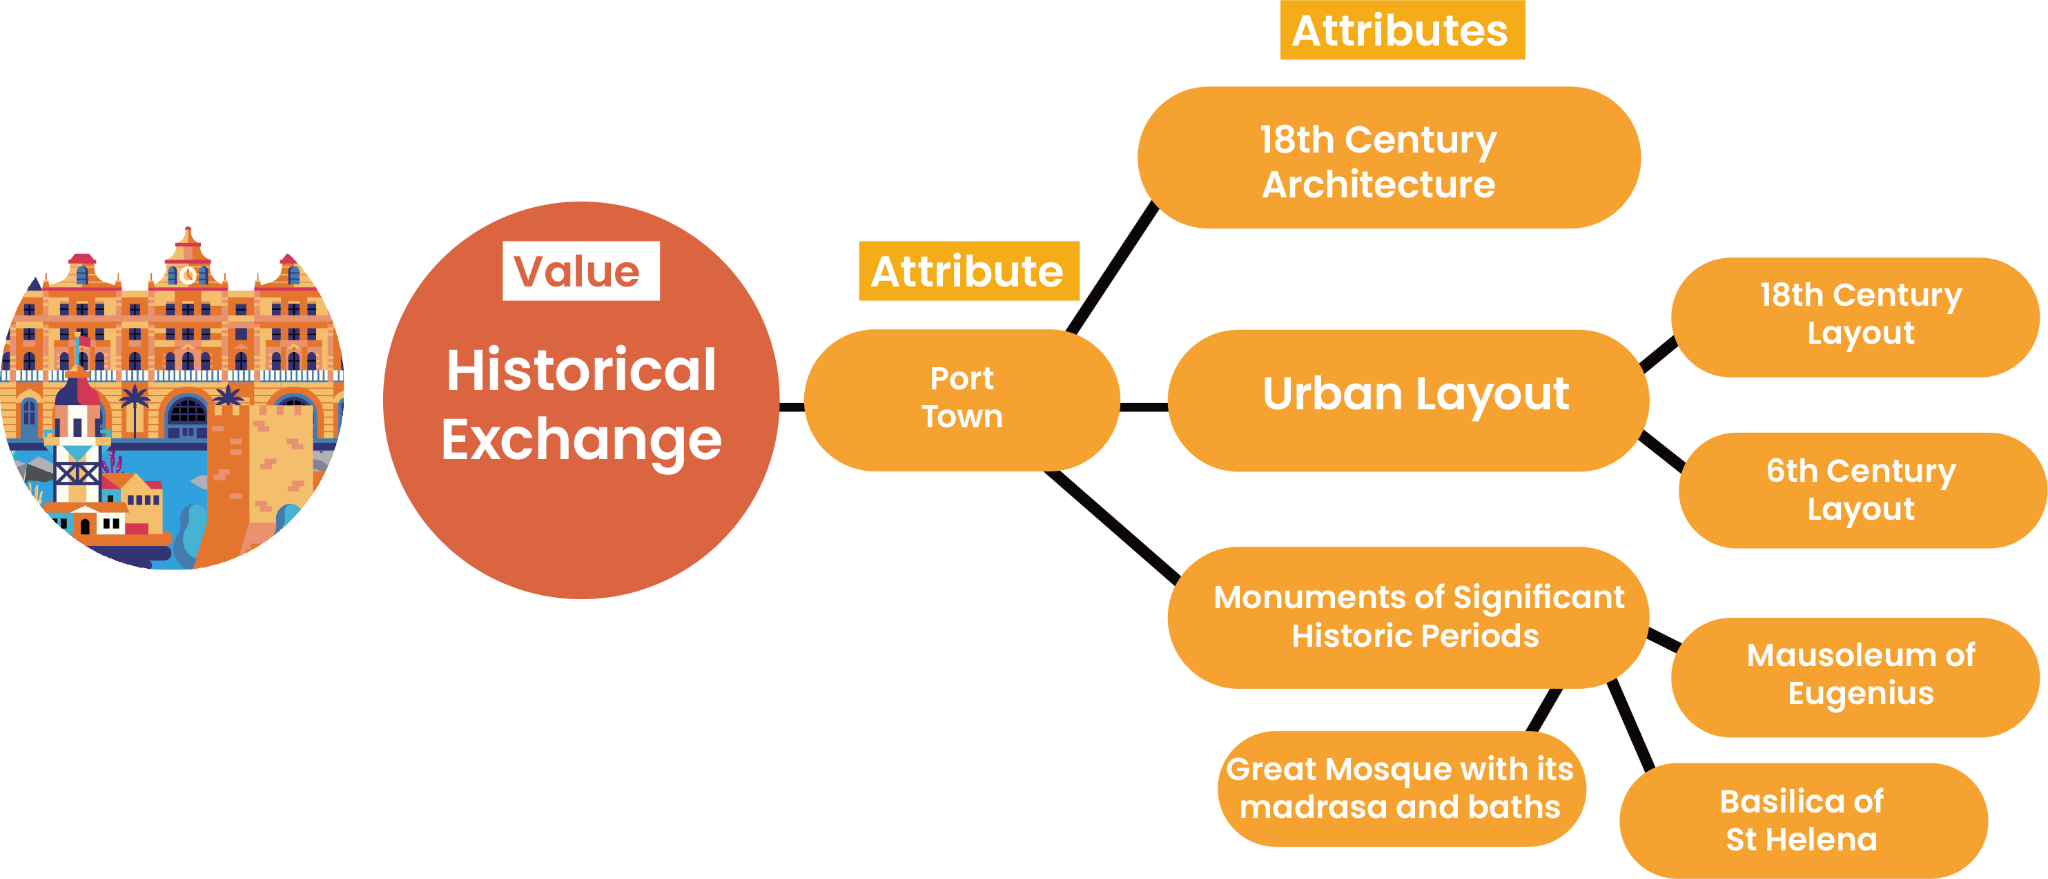 Attributes
18th Century
Architecture
Value
Historical
Exchange
Attribute
Port
Town
Urban Layout
18th Century
Layout
6th Century
Layout
Monuments of Significant
Historic Periods
Mausoleum of
Eugenius
Great Mosque with its
madrasa and baths
Basilica of
St Helena